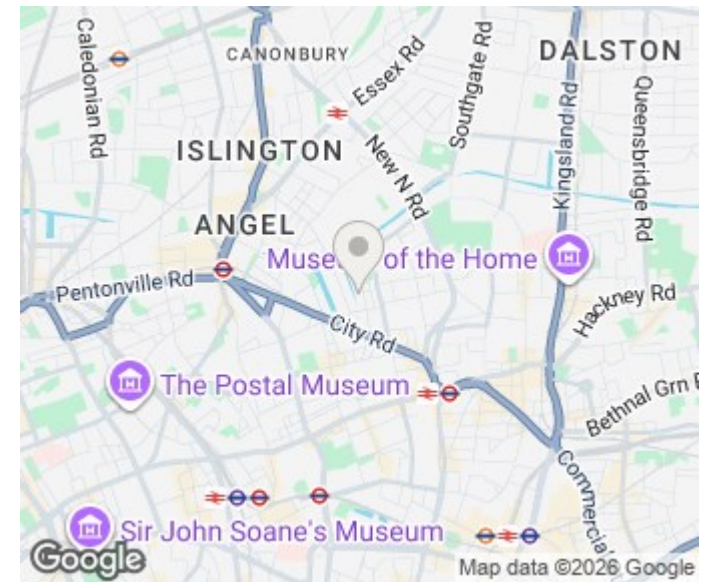 Caledonian Rd
CANONBURY
Essex Rd
Southgate Rd
DALSTON
Kingsland Rd
Queensbridge Rd
ISLINGTON
New N Rd
ANGEL
Museum of the Home
Pentonville Rd
City Rd
Hackney Rd
The Postal Museum
Bethnal Grn
Commercial
Sir John Soane's Museum
Google
Map data ©2026 Google